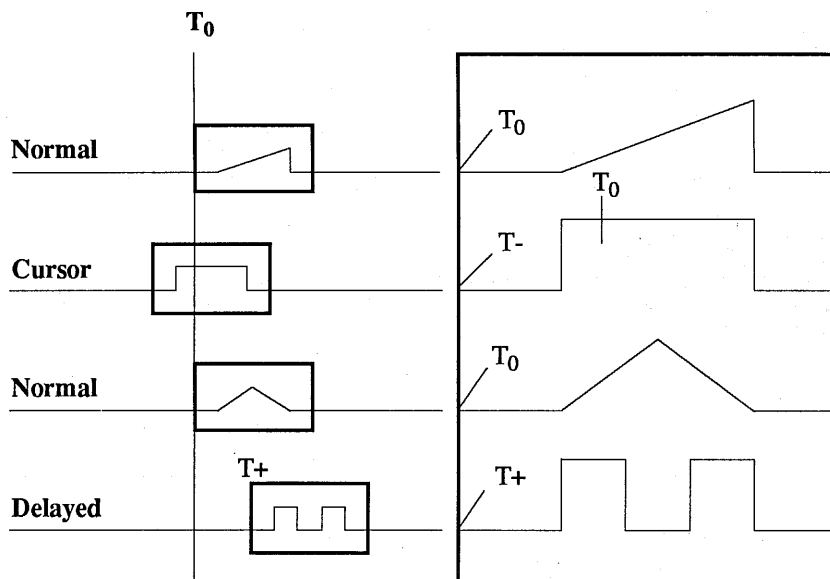 T₀
Normal
T₀
T₀
Cursor
T-
Normal
T₀
T+
Delayed
T+